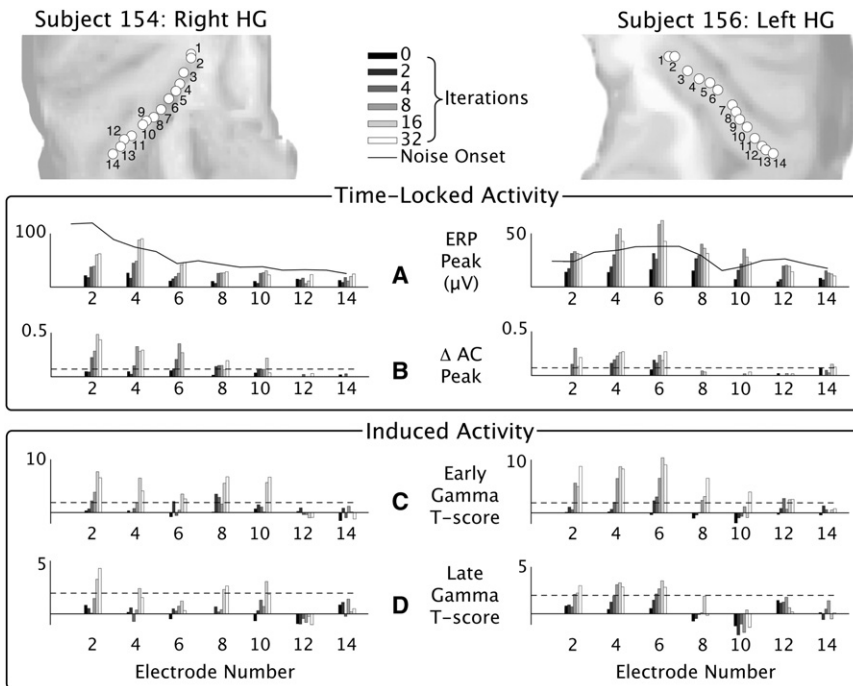 Subject 154: Right HG
Subject 156: Left HG
1
2
3
4
5
6
7
8
9
10
11
12
13
14
0
2
4
8
16
32
Iterations
Noise Onset
1
2
3
4
5
6
7
8
9
10
11
12
13
14
Time-Locked Activity
100
2 4 6 8 10 12 14
A
ERP
Peak
(μV)
50
2 4 6 8 10 12 14
0.5
2 4 6 8 10 12 14
B
Δ AC
Peak
0.5
2 4 6 8 10 12 14
Induced Activity
10
2 4 6 8 10 12 14
C
Early
Gamma
T-score
10
2 4 6 8 10 12 14
5
2 4 6 8 10 12 14
D
Late
Gamma
T-score
5
2 4 6 8 10 12 14
Electrode Number
Electrode Number